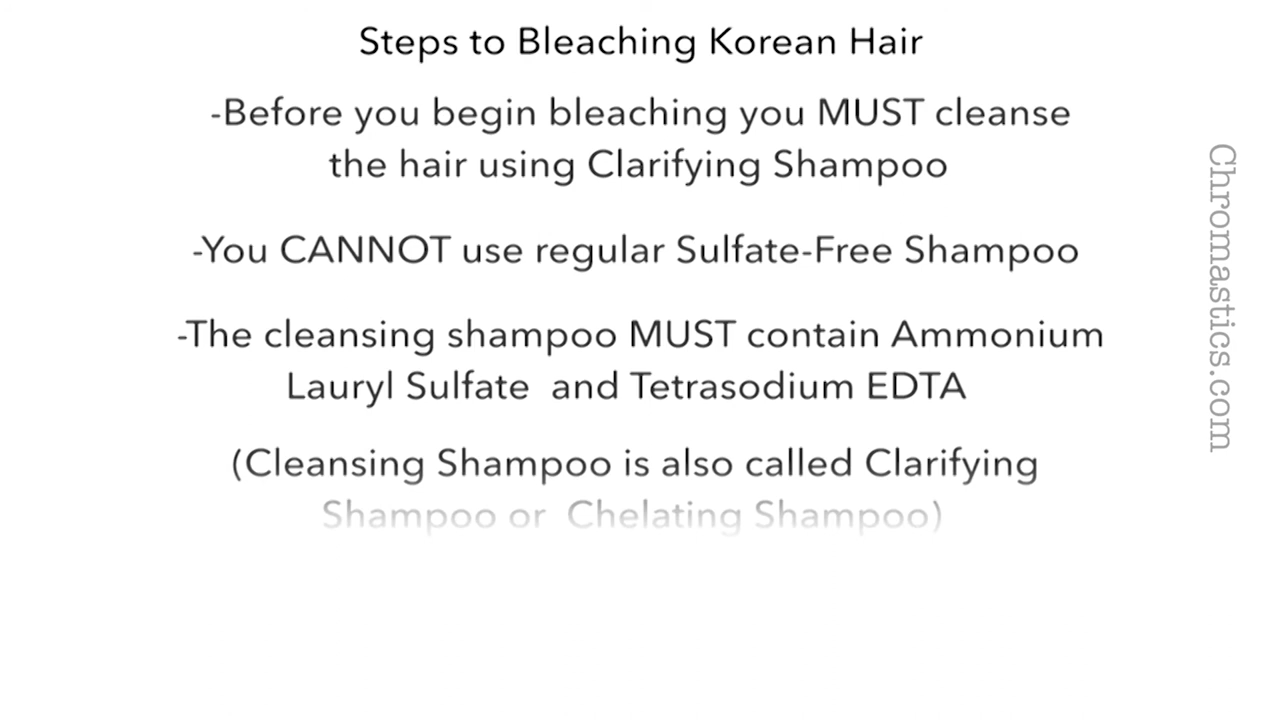 Steps to Bleaching Korean Hair
-Before you begin bleaching you MUST cleanse
the hair using Clarifying Shampoo
-You CANNOT use regular Sulfate-Free Shampoo
-The cleansing shampoo MUST contain Ammonium
Lauryl Sulfate  and Tetrasodium EDTA
(Cleansing Shampoo is also called Clarifying
Shampoo or  Chelating Shampoo)
Chromastics.com